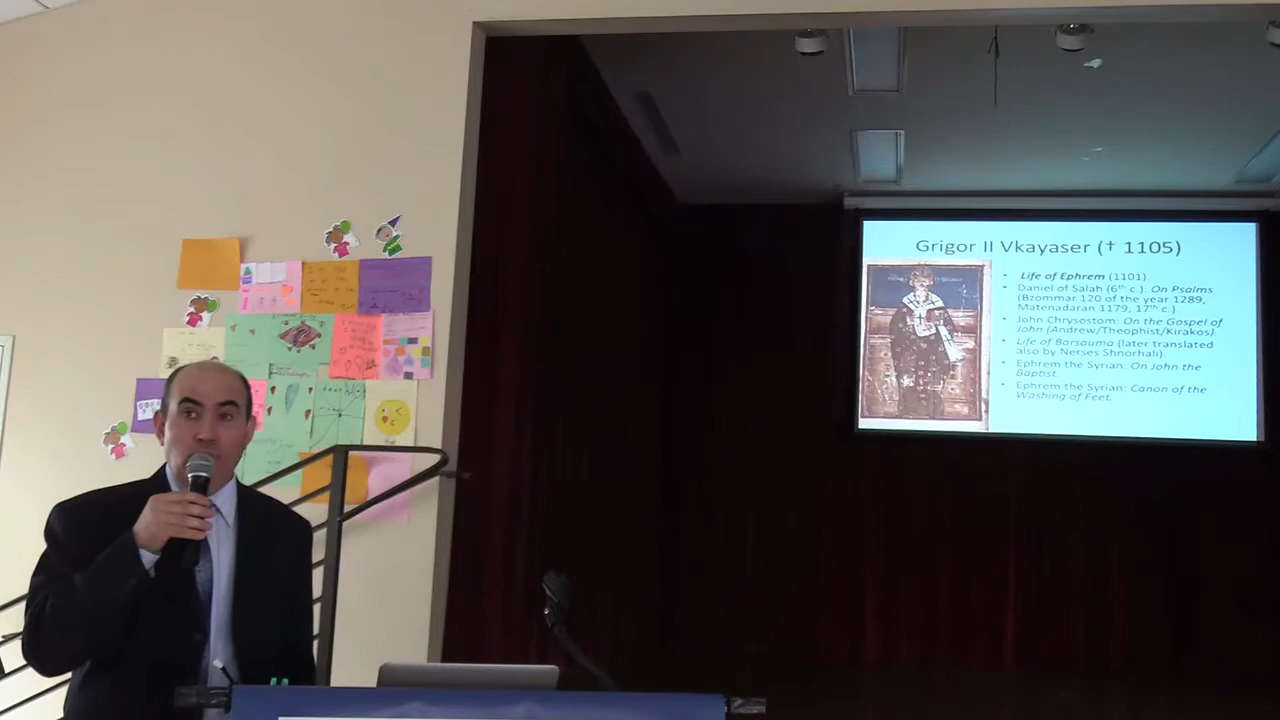 Grigor II Vkayaser († 1105)
• Life of Ephrem (1101).
• Daniel of Salah (6th c.): On Psalms
(Bzommar 120 of the year 1289,
Matenadaran 1179, 17th c.)
• John Chrysostom: On the Gospel of
John (Andrew/Theophist/Kirakos).
• Life of Barsauma (later translated
also by Nerses Shnorhali).
• Ephrem the Syrian: On John the
Baptist.
• Ephrem the Syrian: Canon of the
Washing of Feet.